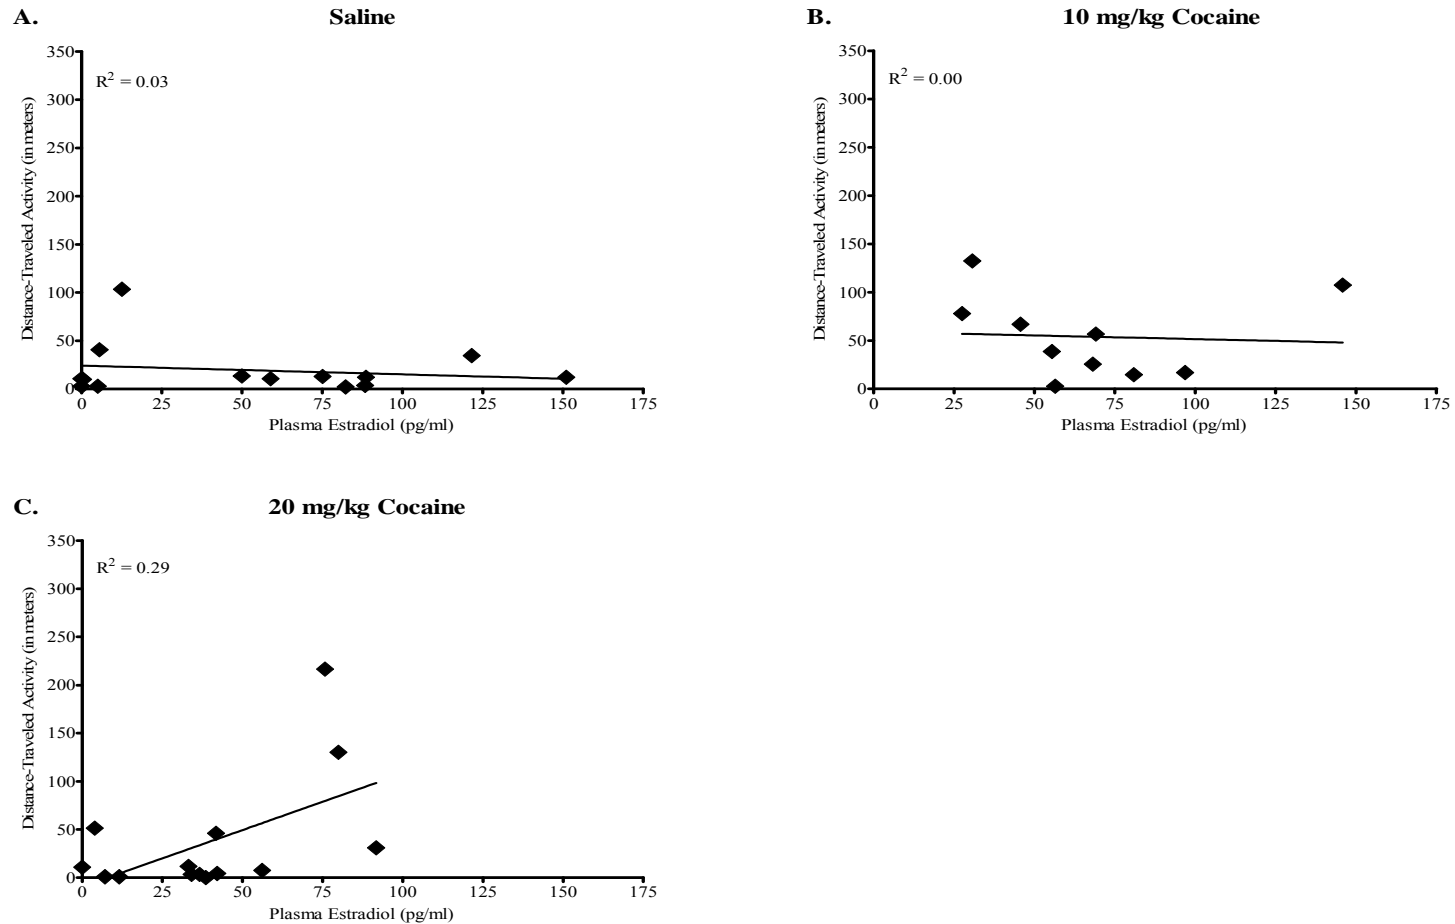 A. Saline
350
R² = 0.03
300
250
200
150
100
50
0
Distance-Traveled Activity (in meters)
0 25 50 75 100 125 150 175
Plasma Estradiol (pg/ml)
B. 10 mg/kg Cocaine
350
R² = 0.00
300
250
200
150
100
50
0
Distance-Traveled Activity (in meters)
0 25 50 75 100 125 150 175
Plasma Estradiol (pg/ml)
C. 20 mg/kg Cocaine
350
R² = 0.29
300
250
200
150
100
50
0
Distance-Traveled Activity (in meters)
0 25 50 75 100 125 150 175
Plasma Estradiol (pg/ml)